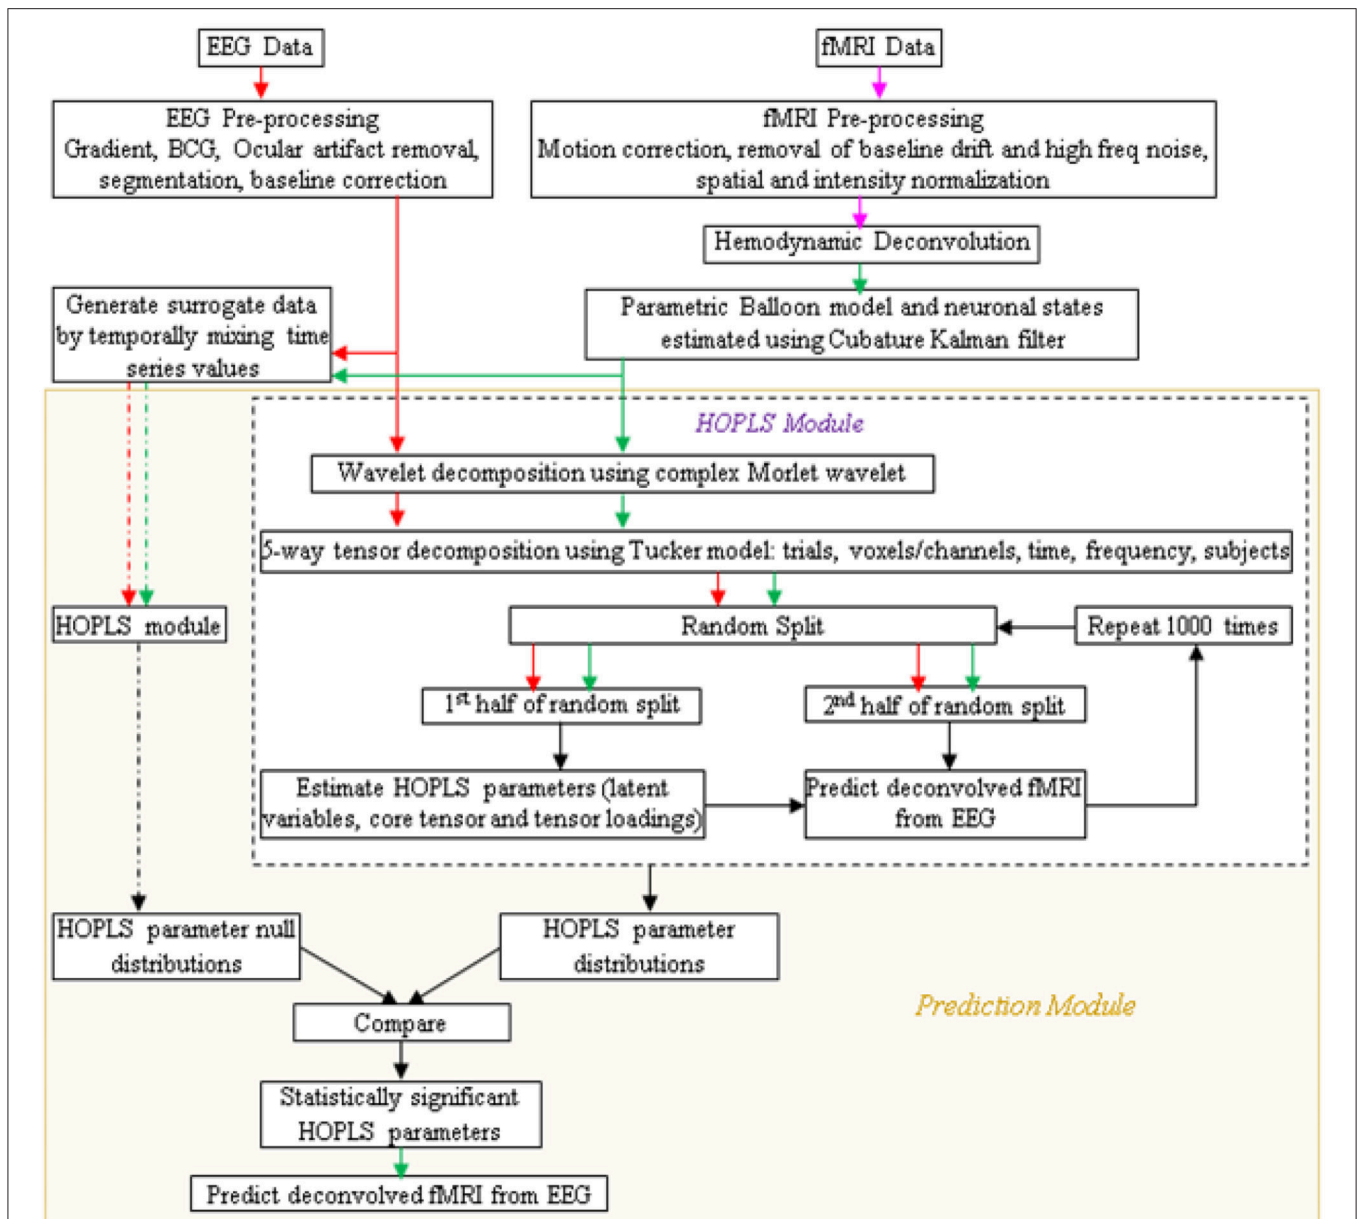 EEG Data
fMRI Data
EEG Pre-processing
Gradient, BCG, Ocular artifact removal,
segmentation, baseline correction
fMRI Pre-processing
Motion correction, removal of baseline drift and high freq noise,
spatial and intensity normalization
Hemodynamic Deconvolution
Generate surrogate data
by temporally mixing time
series values
Parametric Balloon model and neuronal states
estimated using Cubature Kalman filter
HOPLS Module
Wavelet decomposition using complex Morlet wavelet
5-way tensor decomposition using Tucker model: trials, voxels/channels, time, frequency, subjects
HOPLS module
Random Split
Repeat 1000 times
1st half of random split
2nd half of random split
Estimate HOPLS parameters (latent
variables, core tensor and tensor loadings)
Predict deconvolved fMRI
from EEG
HOPLS parameter null
distributions
HOPLS parameter
distributions
Prediction Module
Compare
Statistically significant
HOPLS parameters
Predict deconvolved fMRI from EEG